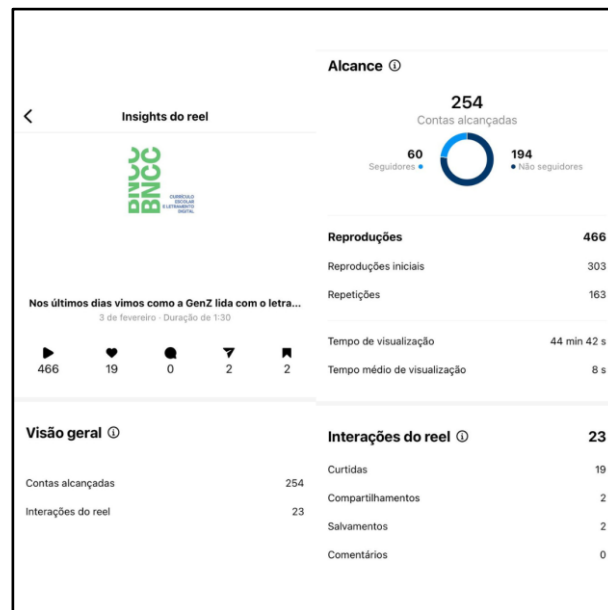 Insights do reel
BNCC
BNCC
CURRÍCULO
ESCOLAR
E LETRAMENTO
DIGITAL
Nos últimos dias vimos como a GenZ lida com o letra...
3 de fevereiro · Duração de 1:30
466 19 0 2 2
Visão geral
Contas alcançadas 254
Interações do reel 23
Alcance
254
Contas alcançadas
60 194
Seguidores • • Não seguidores
Reproduções 466
Reproduções iniciais 303
Repetições 163
Tempo de visualização 44 min 42 s
Tempo médio de visualização 8 s
Interações do reel 23
Curtidas 19
Compartilhamentos 2
Salvamentos 2
Comentários 0